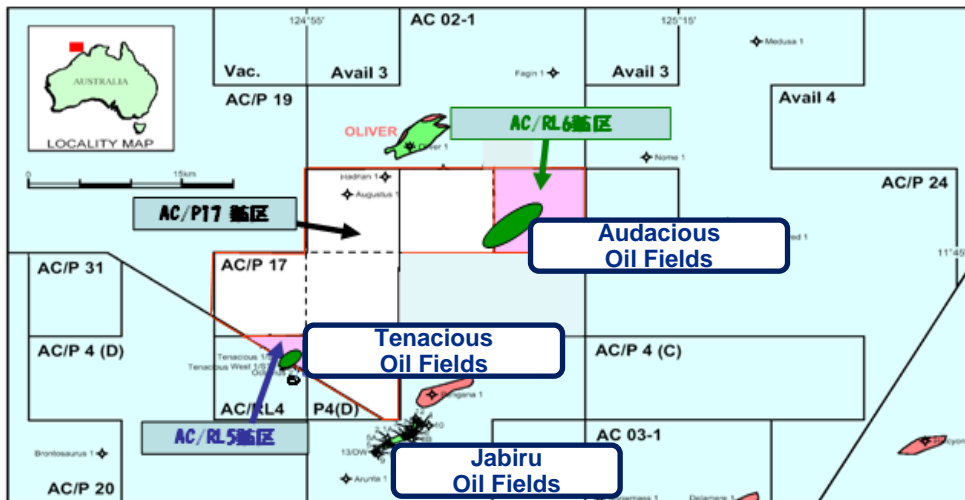 124°55'
AC 02-1
125°15'
Medusa 1
Vac.
Avail 3
Fagin 1
Avail 3
AUSTRALIA
LOCALITY MAP
AC/P 19
Avail 4
OLIVER
Oliver 1
AC/RL6鉱区
Nome 1
0
15km
Hadrian 1
Augustus 1
AC/P 24
AC/P17 鉱区
Audacious
Oil Fields
11°45'
AC/P 31
AC/P 17
Tenacious
Oil Fields
AC/P 4 (D)
AC/P 4 (C)
Tenacious
Tenacious West
AC/RL4
P4(D)
AC/RL5鉱区
AC 03-1
Brontosaurus 1
13/DW
Jabiru
Oil Fields
Arunta 1
AC/P 20
Delamere 1